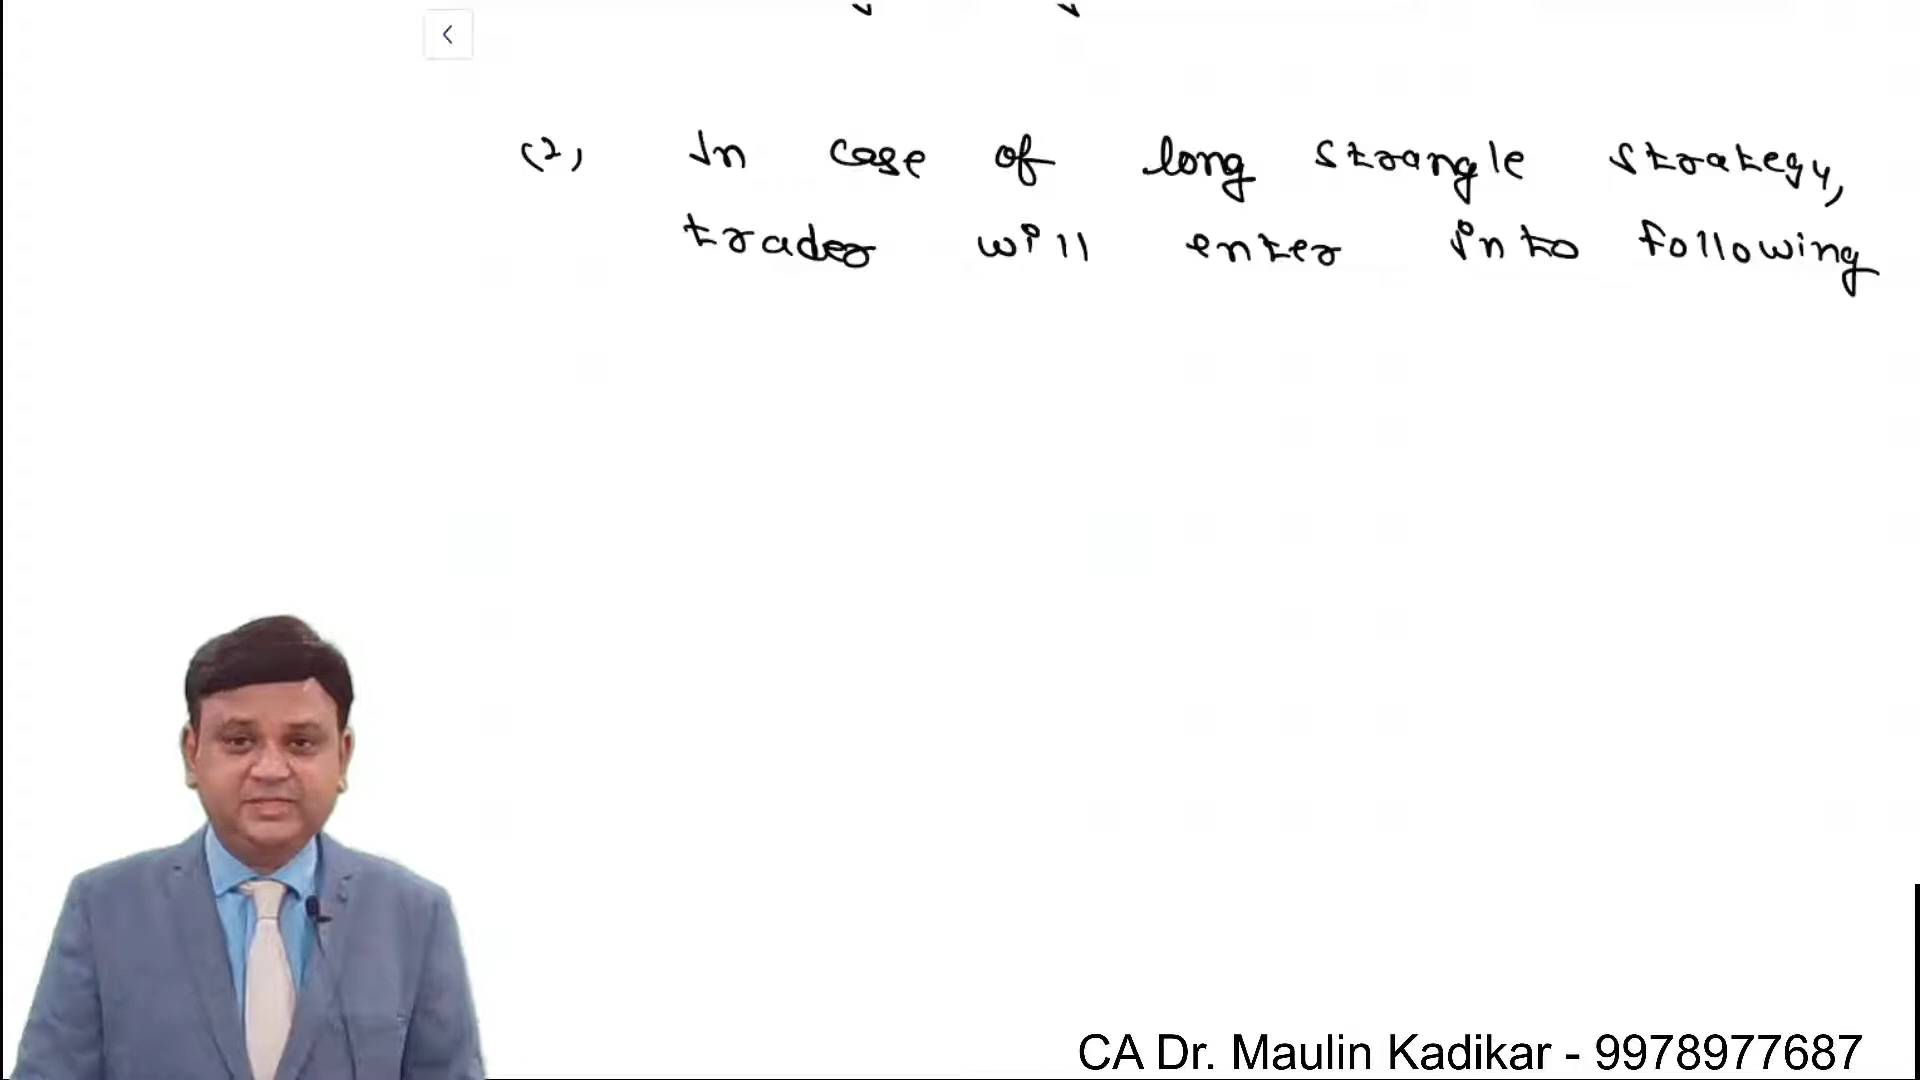 (2) In case of long strangle strategy,
trader will enter into following
CA Dr. Maulin Kadikar - 9978977687